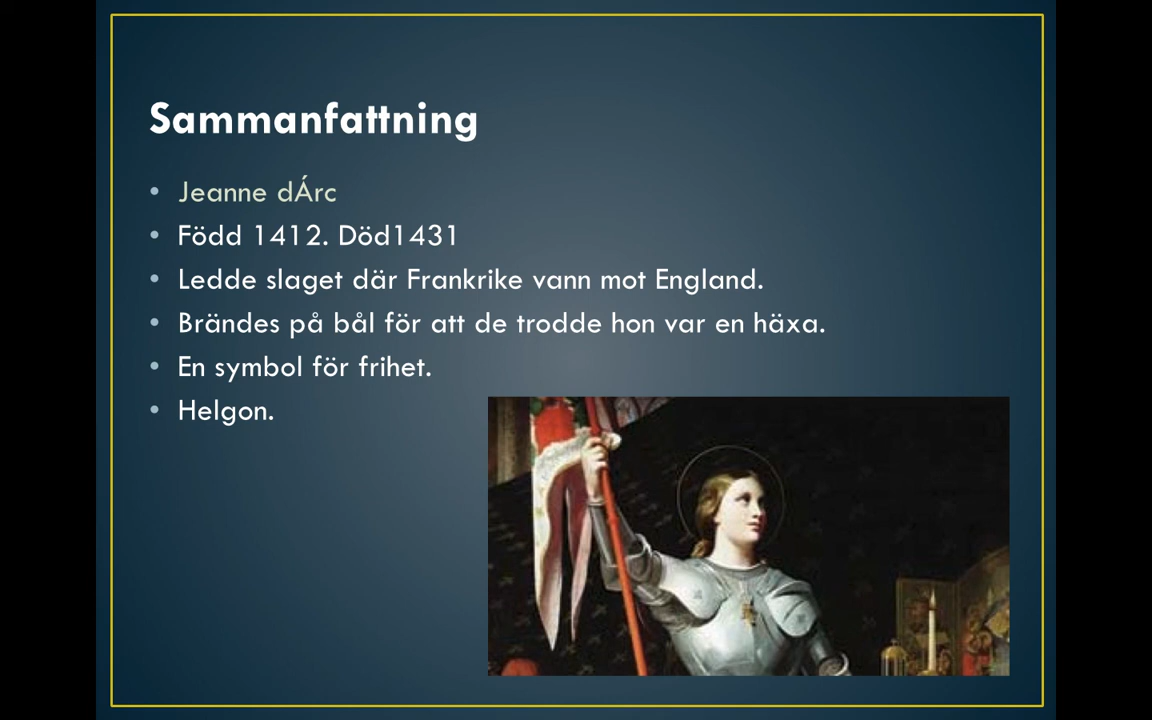 Sammanfattning
• Jeanne dÁrc
• Född 1412. Död1431
• Ledde slaget där Frankrike vann mot England.
• Brändes på bål för att de trodde hon var en häxa.
• En symbol för frihet.
• Helgon.